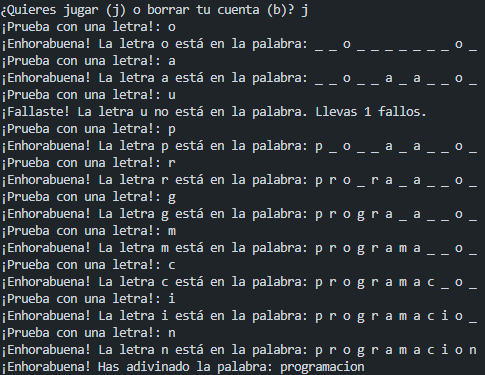 ¿Quieres jugar (j) o borrar tu cuenta (b)? j
¡Prueba con una letra!: o
¡Enhorabuena! La letra o está en la palabra: _ _ o _ _ _ _ _ _ _ o _
¡Prueba con una letra!: a
¡Enhorabuena! La letra a está en la palabra: _ _ o _ _ a _ a _ _ o _
¡Prueba con una letra!: u
¡Fallaste! La letra u no está en la palabra. Llevas 1 fallos.
¡Prueba con una letra!: p
¡Enhorabuena! La letra p está en la palabra: p _ o _ _ a _ a _ _ o _
¡Prueba con una letra!: r
¡Enhorabuena! La letra r está en la palabra: p r o _ r a _ a _ _ o _
¡Prueba con una letra!: g
¡Enhorabuena! La letra g está en la palabra: p r o g r a _ a _ _ o _
¡Prueba con una letra!: m
¡Enhorabuena! La letra m está en la palabra: p r o g r a m a _ _ o _
¡Prueba con una letra!: c
¡Enhorabuena! La letra c está en la palabra: p r o g r a m a c _ o _
¡Prueba con una letra!: i
¡Enhorabuena! La letra i está en la palabra: p r o g r a m a c i o _
¡Prueba con una letra!: n
¡Enhorabuena! La letra n está en la palabra: p r o g r a m a c i o n
¡Enhorabuena! Has adivinado la palabra: programacion